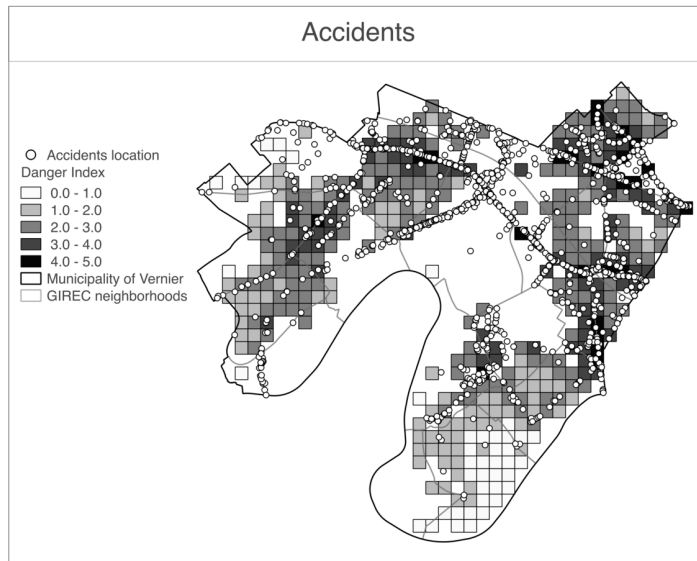 Accidents
Accidents location
Danger Index
0.0 - 1.0
1.0 - 2.0
2.0 - 3.0
3.0 - 4.0
4.0 - 5.0
Municipality of Vernier
GIREC neighborhoods